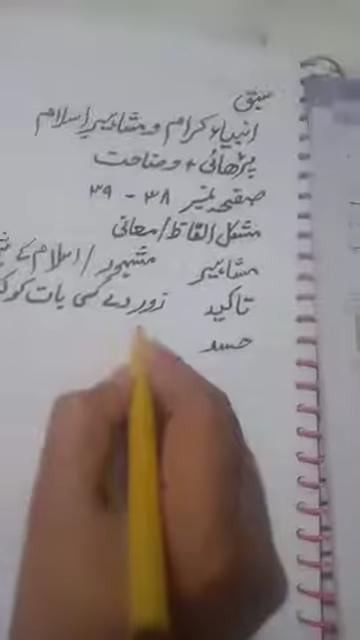 سبق
انبیاء کرام و مشاہیر اسلام
پڑھائی + وضاحت
صفحہ نمبر ۳۸ - ۳۹
مشکل الفاظ/معانی
مشاہیر مشہور/اسلام کے
تاکید زور دے کسی بات کو
حسد